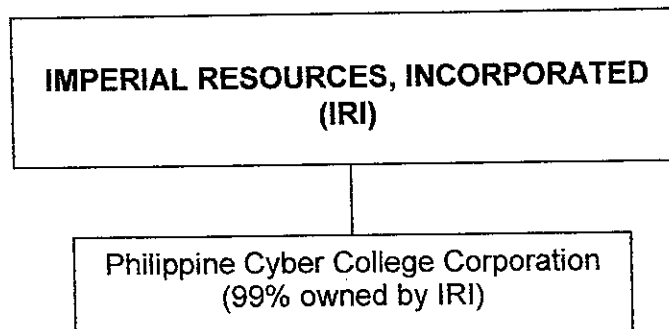 IMPERIAL RESOURCES, INCORPORATED
(IRI)
Philippine Cyber College Corporation
(99% owned by IRI)